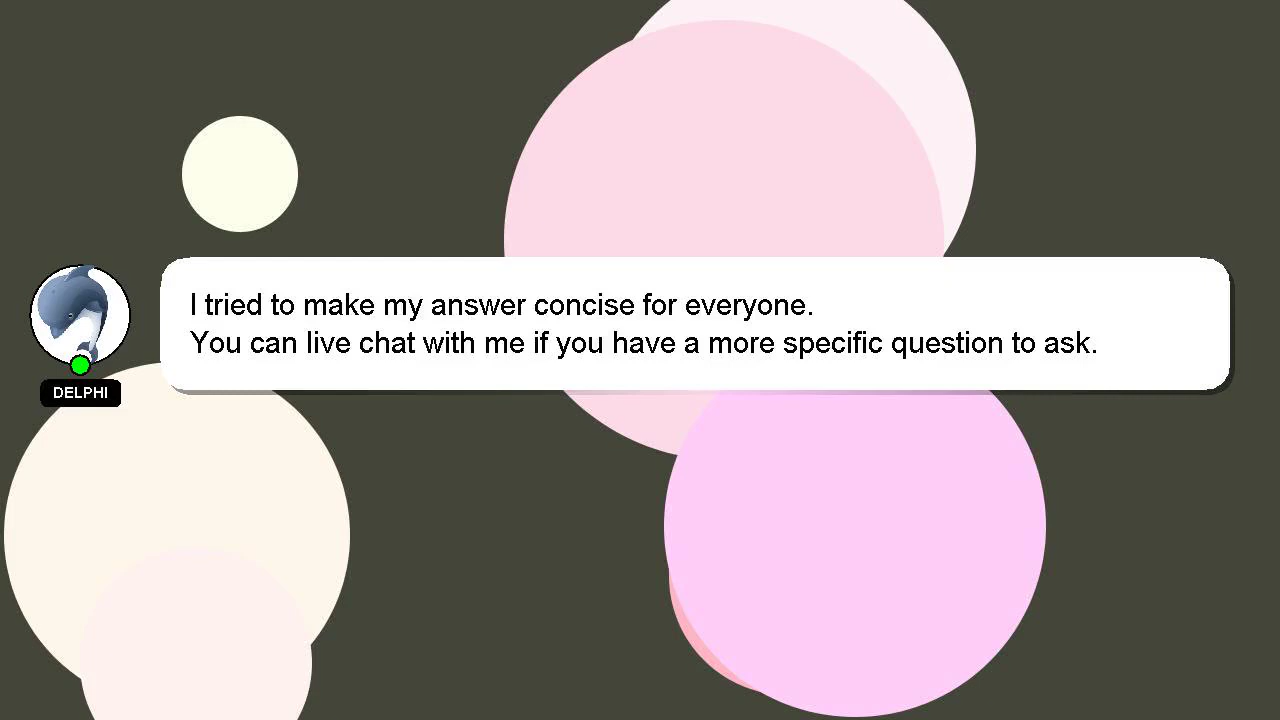 I tried to make my answer concise for everyone.
You can live chat with me if you have a more specific question to ask.
DELPHI